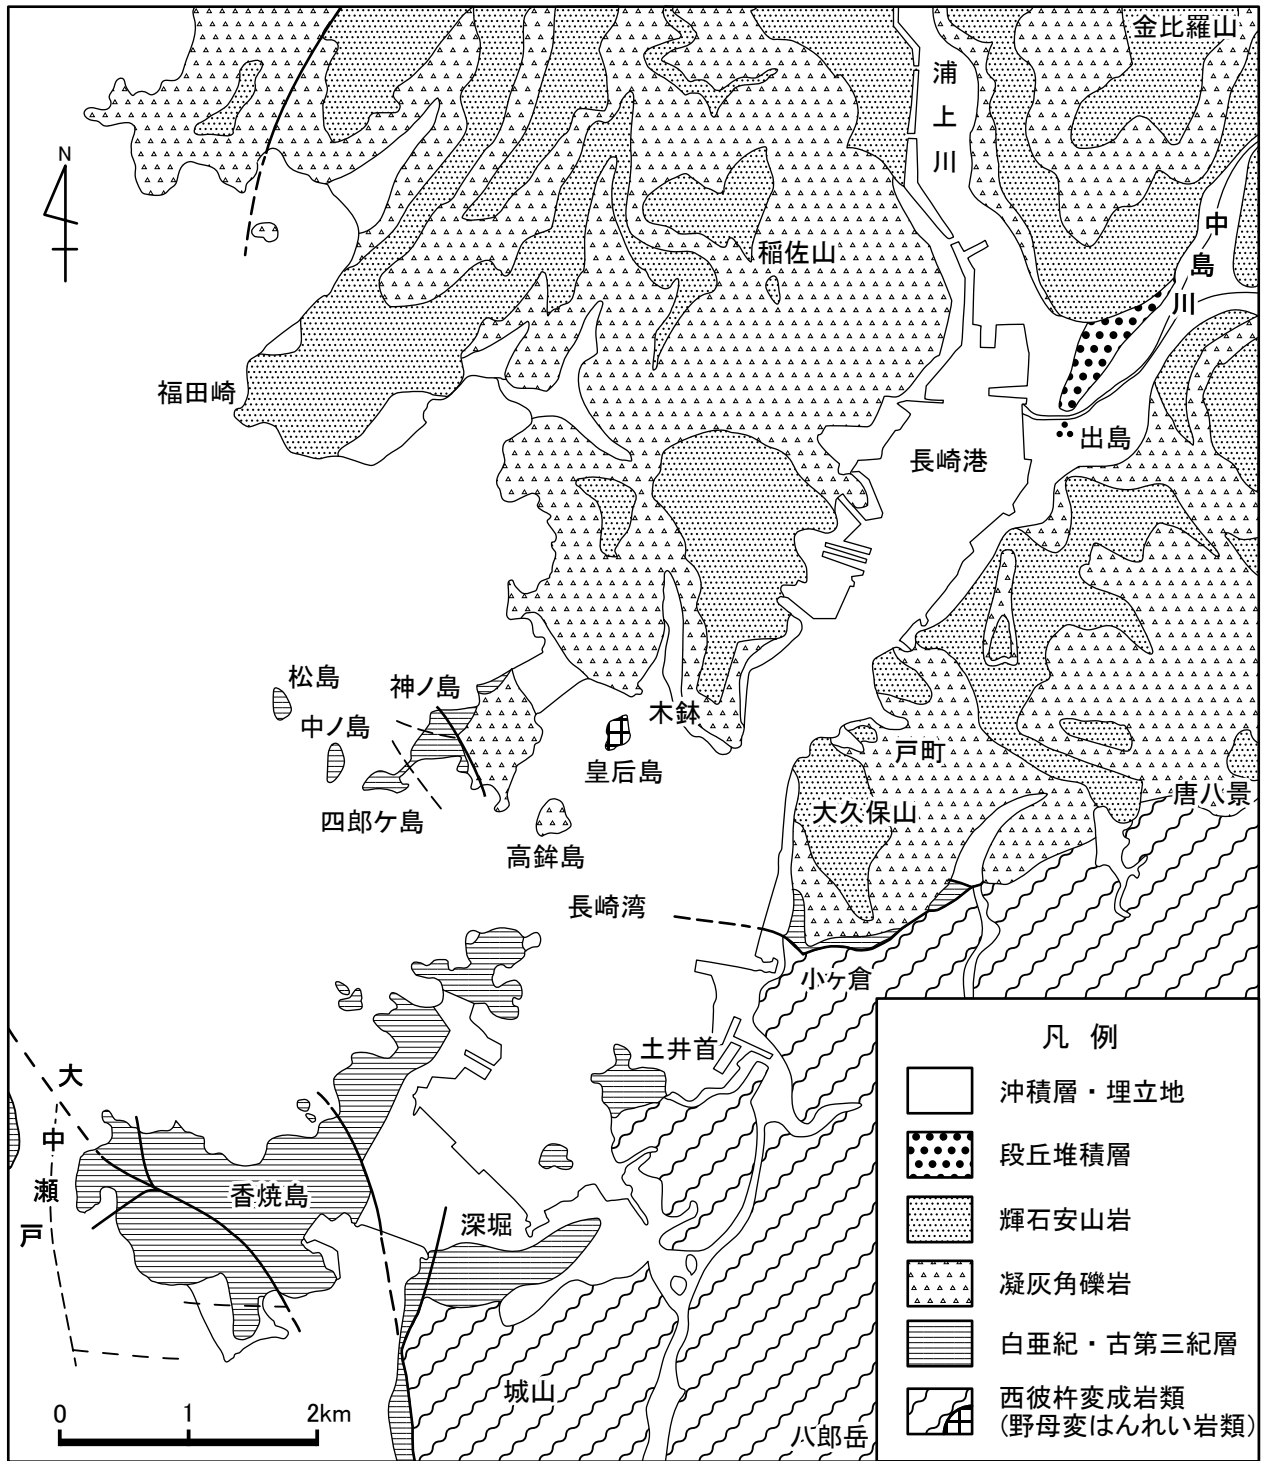 金比羅山
浦上川
N
中島川
稲佐山
福田崎
出島
長崎港
松島
神ノ島
木鉢
中ノ島
戸町
皇后島
唐八景
四郎ケ島
大久保山
高鉾島
長崎湾
小ヶ倉
土井首
大中瀬戸
香焼島
深堀
城山
八郎岳
0 1 2km
凡 例
沖積層・埋立地
段丘堆積層
輝石安山岩
凝灰角礫岩
白亜紀・古第三紀層
西彼杵変成岩類
(野母変はんれい岩類)